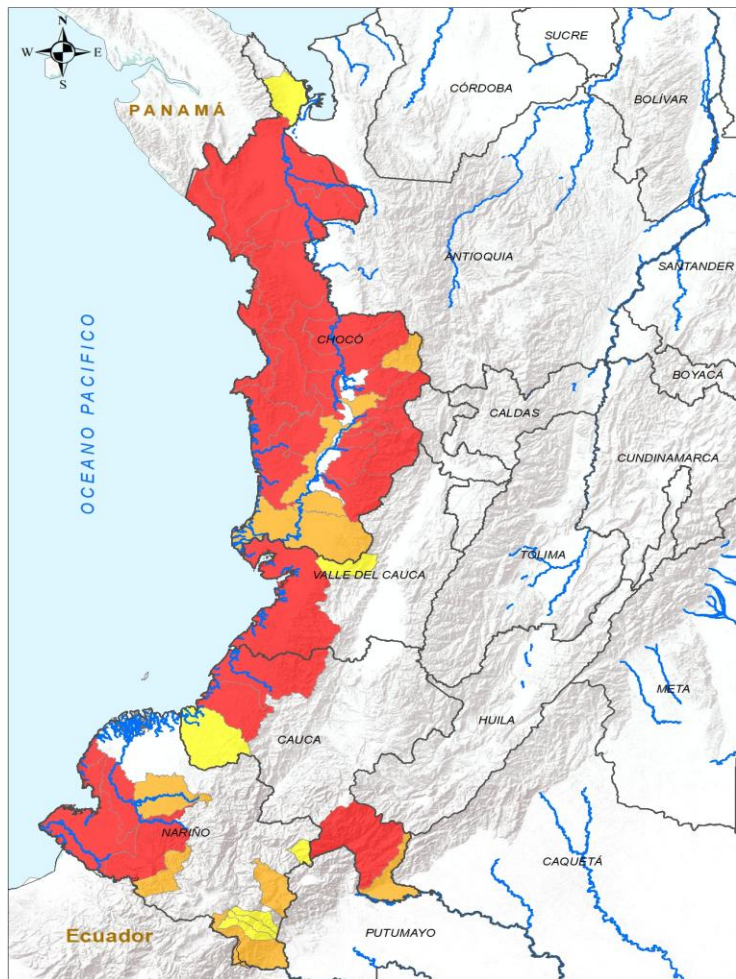 N
W E
S
SUCRE
CÓRDOBA
PANAMÁ
BOLÍVAR
ANTIOQUIA
SANTANDER
OCEANO PACIFICO
CHOCÓ
BOYACÁ
CALDAS
CUNDINAMARCA
TOLIMA
VALLE DEL CAUCA
META
HUILA
CAUCA
NARIÑO
CAQUETÁ
Ecuador
PUTUMAYO